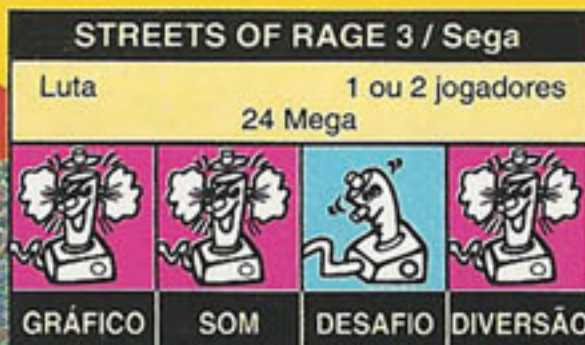 STREETS OF RAGE 3 / Sega
Luta 1 ou 2 jogadores
24 Mega
GRÁFICO SOM DESAFIO DIVERSÃO